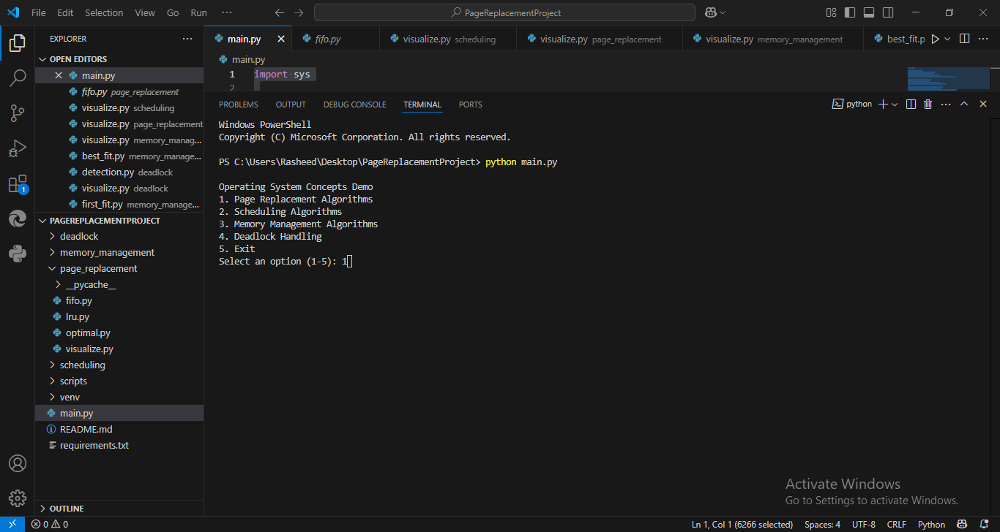 File Edit Selection View Go Run ··· PageReplacementProject
EXPLORER ···
OPEN EDITORS
main.py
fifo.py page_replacement
visualize.py scheduling
visualize.py page_replacement
visualize.py memory_manag...
best_fit.py memory_manage...
detection.py deadlock
visualize.py deadlock
first_fit.py memory_manage...
PAGEREPLACEMENTPROJECT
deadlock
memory_management
page_replacement
__pycache__
fifo.py
lru.py
optimal.py
visualize.py
scheduling
scripts
venv
main.py
README.md
requirements.txt
OUTLINE
1
main.py fifo.py visualize.py scheduling visualize.py page_replacement visualize.py memory_management best_fit.p
main.py
1 import sys
2
PROBLEMS OUTPUT DEBUG CONSOLE TERMINAL PORTS python
Windows PowerShell
Copyright (C) Microsoft Corporation. All rights reserved.
PS C:\Users\Rasheed\Desktop\PageReplacementProject> python main.py
Operating System Concepts Demo
1. Page Replacement Algorithms
2. Scheduling Algorithms
3. Memory Management Algorithms
4. Deadlock Handling
5. Exit
Select an option (1-5): 1
Activate Windows
Go to Settings to activate Windows.
0 0 Ln 1, Col 1 (6266 selected) Spaces: 4 UTF-8 CRLF Python